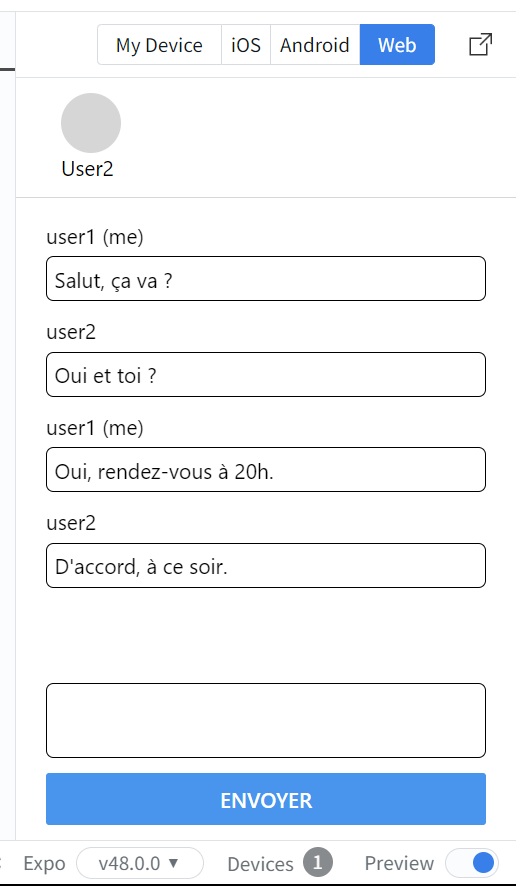 My Device iOS Android Web
User2
user1 (me)
Salut, ça va ?
user2
Oui et toi ?
user1 (me)
Oui, rendez-vous à 20h.
user2
D'accord, à ce soir.
ENVOYER
Expo v48.0.0 ▼ Devices 1 Preview